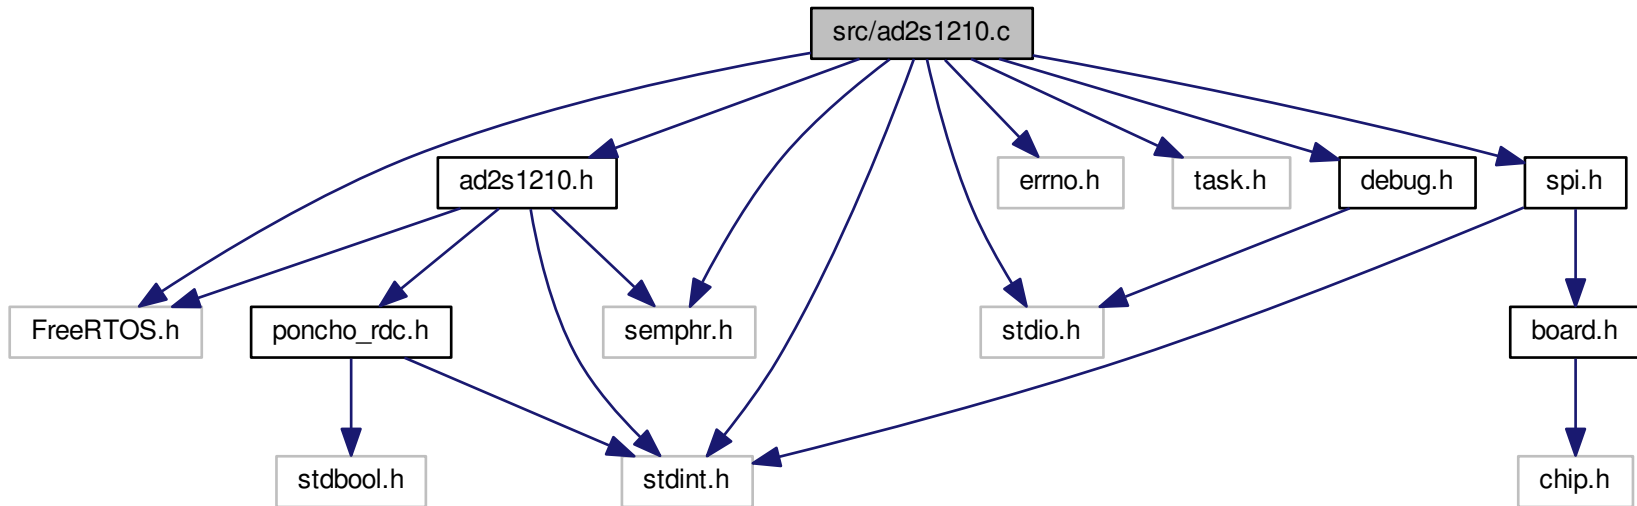 src/ad2s1210.c
ad2s1210.h
errno.h
task.h
debug.h
spi.h
FreeRTOS.h
poncho_rdc.h
semphr.h
stdio.h
board.h
stdbool.h
stdint.h
chip.h